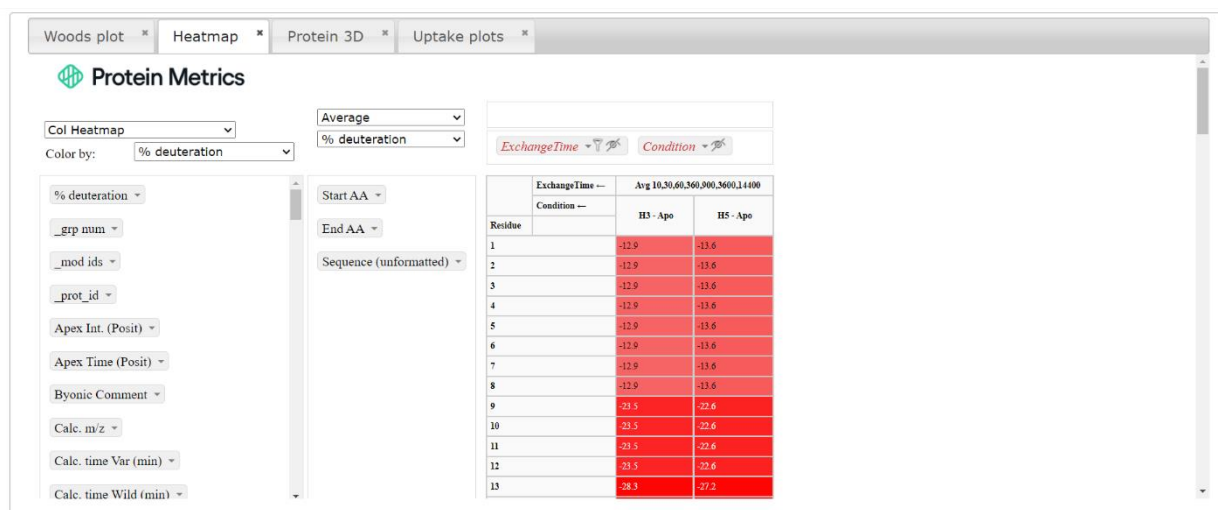 Woods plot × Heatmap × Protein 3D × Uptake plots ×
Protein Metrics
Col Heatmap
Color by: % deuteration
Average
% deuteration
ExchangeTime Condition
% deuteration
_grp num
_mod ids
_prot_id
Apex Int. (Posit)
Apex Time (Posit)
Byonic Comment
Calc. m/z
Calc. time Var (min)
Calc. time Wild (min)
Start AA
End AA
Sequence (unformatted)
ExchangeTime ← Avg 10,30,60,360,900,3600,14400
Condition ← H3 - Apo H5 - Apo
Residue
1 -12.9 -13.6
2 -12.9 -13.6
3 -12.9 -13.6
4 -12.9 -13.6
5 -12.9 -13.6
6 -12.9 -13.6
7 -12.9 -13.6
8 -12.9 -13.6
9 -23.5 -22.6
10 -23.5 -22.6
11 -23.5 -22.6
12 -23.5 -22.6
13 -28.3 -27.2